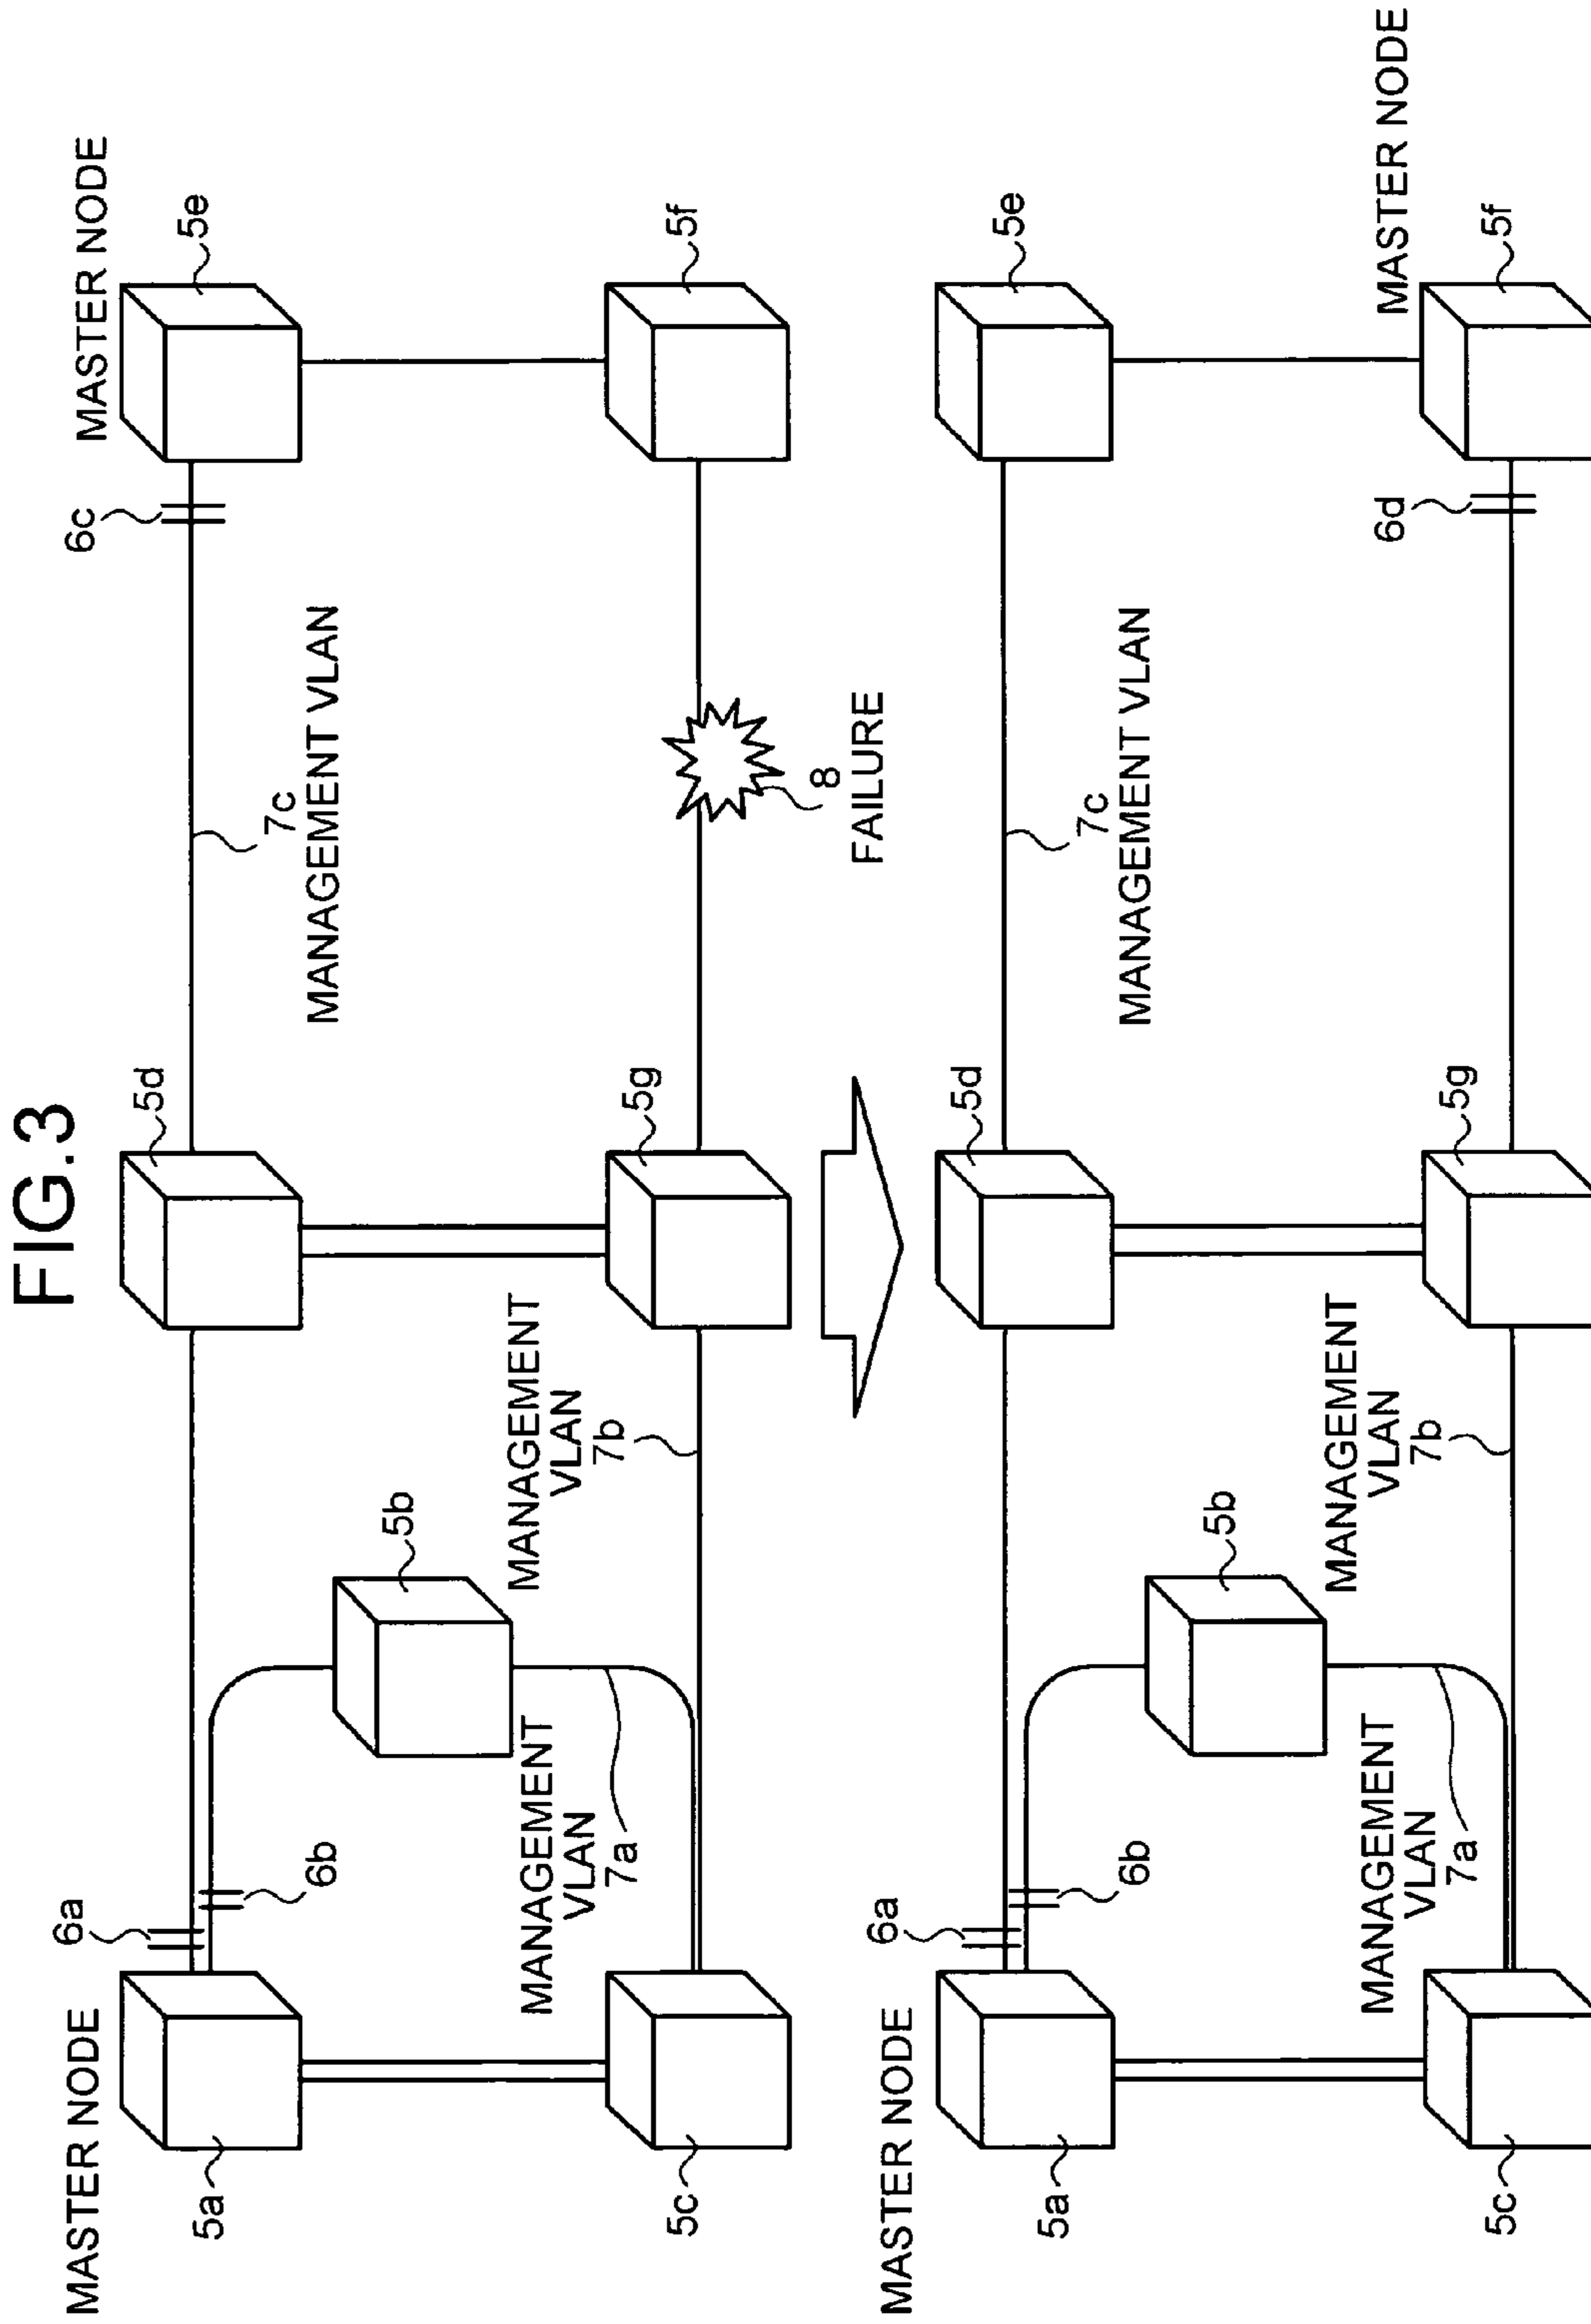 FIG.3
MASTER NODE
MASTER NODE
6a
6c
5a
5d
5e
6b
7c
MANAGEMENT VLAN
5b
MANAGEMENT
VLAN
7b
MANAGEMENT
VLAN
7a
5c
5g
5f
8
FAILURE
MASTER NODE
6a
5a
5d
5e
6b
7c
MANAGEMENT VLAN
5b
MANAGEMENT
VLAN
7b
MANAGEMENT
VLAN
7a
6d
MASTER NODE
5c
5g
5f